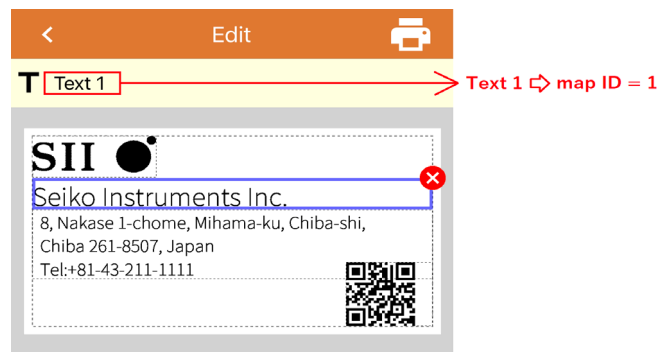 Edit
T Text 1
Text 1 ⇨ map ID = 1
SII
Seiko Instruments Inc.
8, Nakase 1-chome, Mihama-ku, Chiba-shi,
Chiba 261-8507, Japan
Tel:+81-43-211-1111